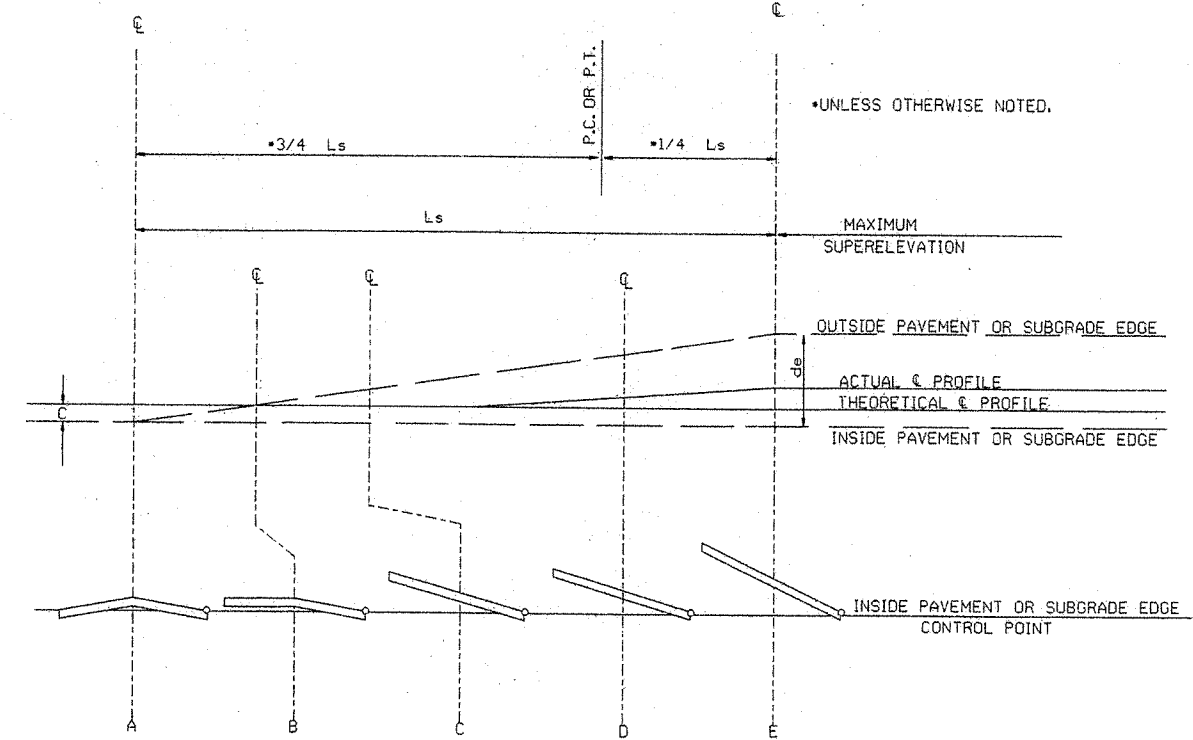 ℄ ℄
P.C. OR P.T.
*UNLESS OTHERWISE NOTED.
*3/4 Ls *1/4 Ls
Ls
MAXIMUM
SUPERELEVATION
℄ ℄ ℄
OUTSIDE PAVEMENT OR SUBGRADE EDGE
de
ACTUAL ℄ PROFILE
THEORETICAL ℄ PROFILE
C
INSIDE PAVEMENT OR SUBGRADE EDGE
INSIDE PAVEMENT OR SUBGRADE EDGE
CONTROL POINT
A B C D E